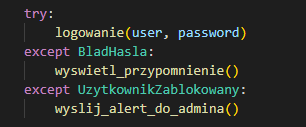 try:
    logowanie(user, password)
except BladHasla:
    wyswietl_przypomnienie()
except UzytkownikZablokowany:
    wyslij_alert_do_admina()